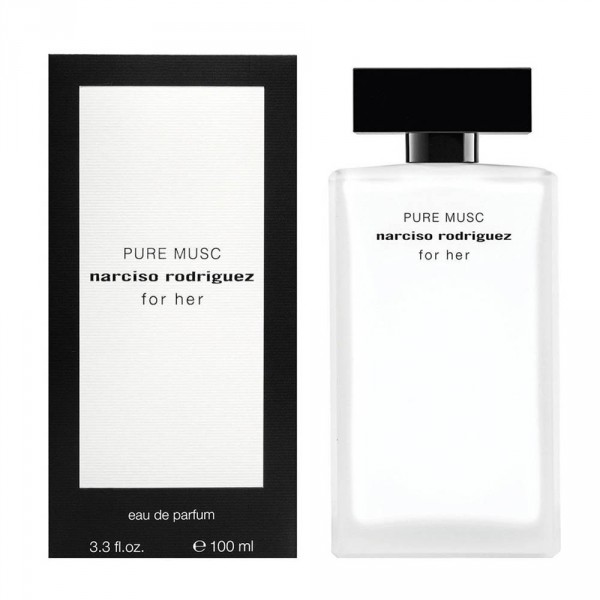 PURE MUSC
narciso rodriguez
for her
eau de parfum
3.3 fl.oz. ℮ 100 ml
PURE MUSC
narciso rodriguez
for her